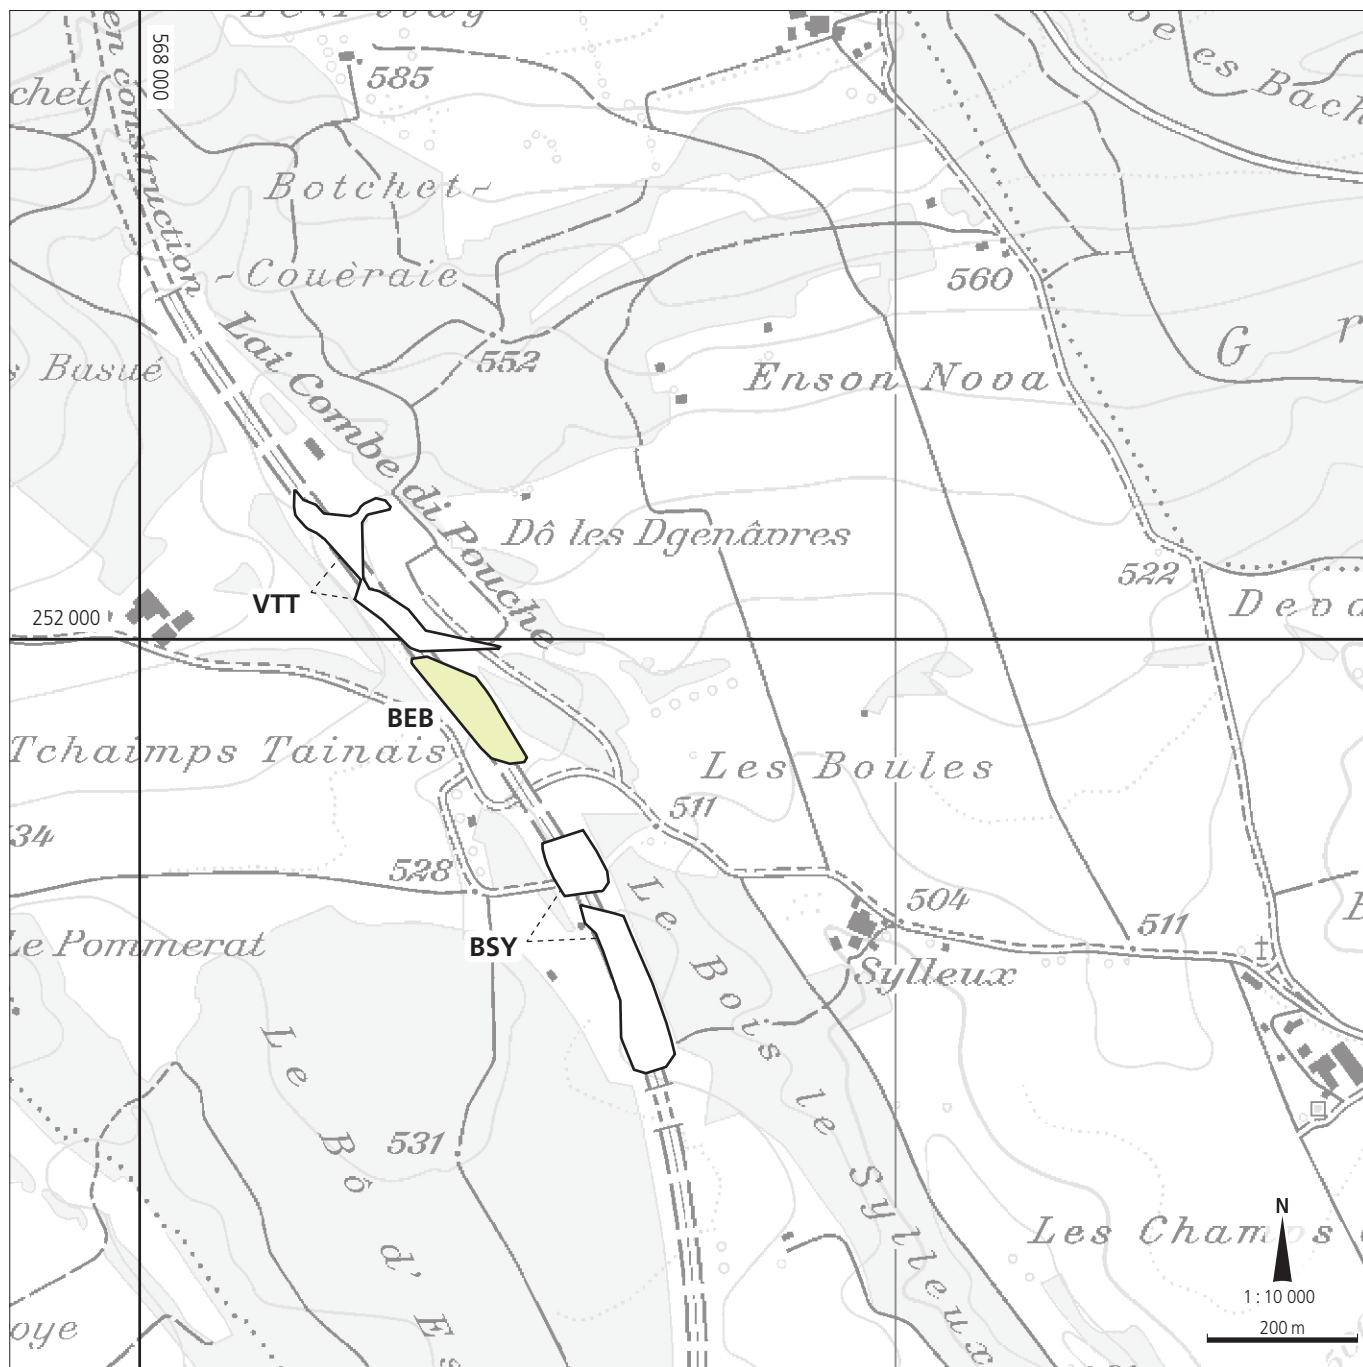 en construction
568 000
585
chet
Botchet-
-Couèraie
560
552
Basué
Lai Combe di Pouche
Enson Nova
G r
Dô les Dgenâvres
522
VTT
252 000
BEB
Tchaimps Tainais
Les Boules
511
34
528
Le Bois le Sylleux
504
511
BSY
Le Pommerat
Sylleux
Le Bô d'Es
531
Les Champs
N
1 : 10 000
200 m
oye